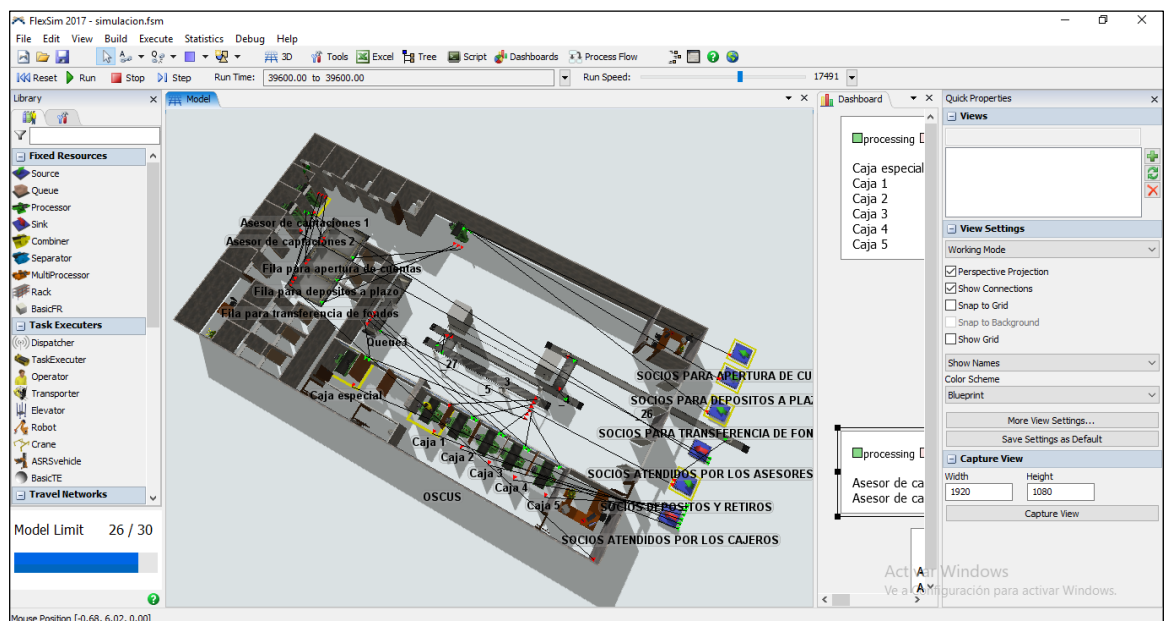 FlexSim 2017 - simulacion.fsm
File Edit View Build Execute Statistics Debug Help
3D Tools Excel Tree Script Dashboards Process Flow
Reset Run Stop Step Run Time: 39600.00 to 39600.00 Run Speed: 17491
Library
Fixed Resources
Source
Queue
Processor
Sink
Combiner
Separator
MultiProcessor
Rack
BasicFR
Task Executers
Dispatcher
TaskExecuter
Operator
Transporter
Elevator
Robot
Crane
ASRSvehicle
BasicTE
Travel Networks
Model Limit 26 / 30
Mouse Position [-0.68, 6.02, 0.00]
Model
Asesor de captaciones 1
Asesor de captaciones 2
Fila para apertura de cuentas
Fila para depositos a plazo
Fila para transferencia de fondos
Queue3
_27
_5
_3
Caja especial
Caja 1
Caja 2
Caja 3
Caja 4
Caja 5
OSCUS
SOCIOS PARA APERTURA DE CU
SOCIOS PARA DEPOSITOS A PLAZ
26
SOCIOS PARA TRANSFERENCIA DE FON
SOCIOS ATENDIDOS POR LOS ASESORES
SOCIOS DEPOSITOS Y RETIROS
SOCIOS ATENDIDOS POR LOS CAJEROS
Dashboard
processing
Caja especial
Caja 1
Caja 2
Caja 3
Caja 4
Caja 5
processing
Asesor de ca
Asesor de ca
A
A
Quick Properties
Views
View Settings
Working Mode
Perspective Projection
Show Connections
Snap to Grid
Snap to Background
Show Grid
Show Names
Color Scheme
Blueprint
More View Settings...
Save Settings as Default
Capture View
Width Height
1920 1080
Capture View
Activar Windows
Ve a Configuración para activar Windows.